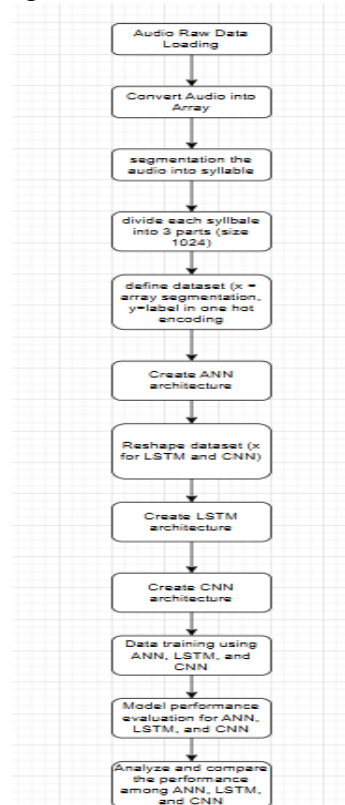 Audio Raw Data
Loading
Convert Audio into
Array
segmentation the
audio into syllable
divide each syllbale
into 3 parts (size
1024)
define dataset (x =
array segmentation,
y=label in one hot
encoding
Create ANN
architecture
Reshape dataset (x
for LSTM and CNN)
Create LSTM
architecture
Create CNN
architecture
Data training using
ANN, LSTM, and
CNN
Model performance
evaluation for ANN,
LSTM, and CNN
Analyze and compare
the performance
among ANN, LSTM,
and CNN